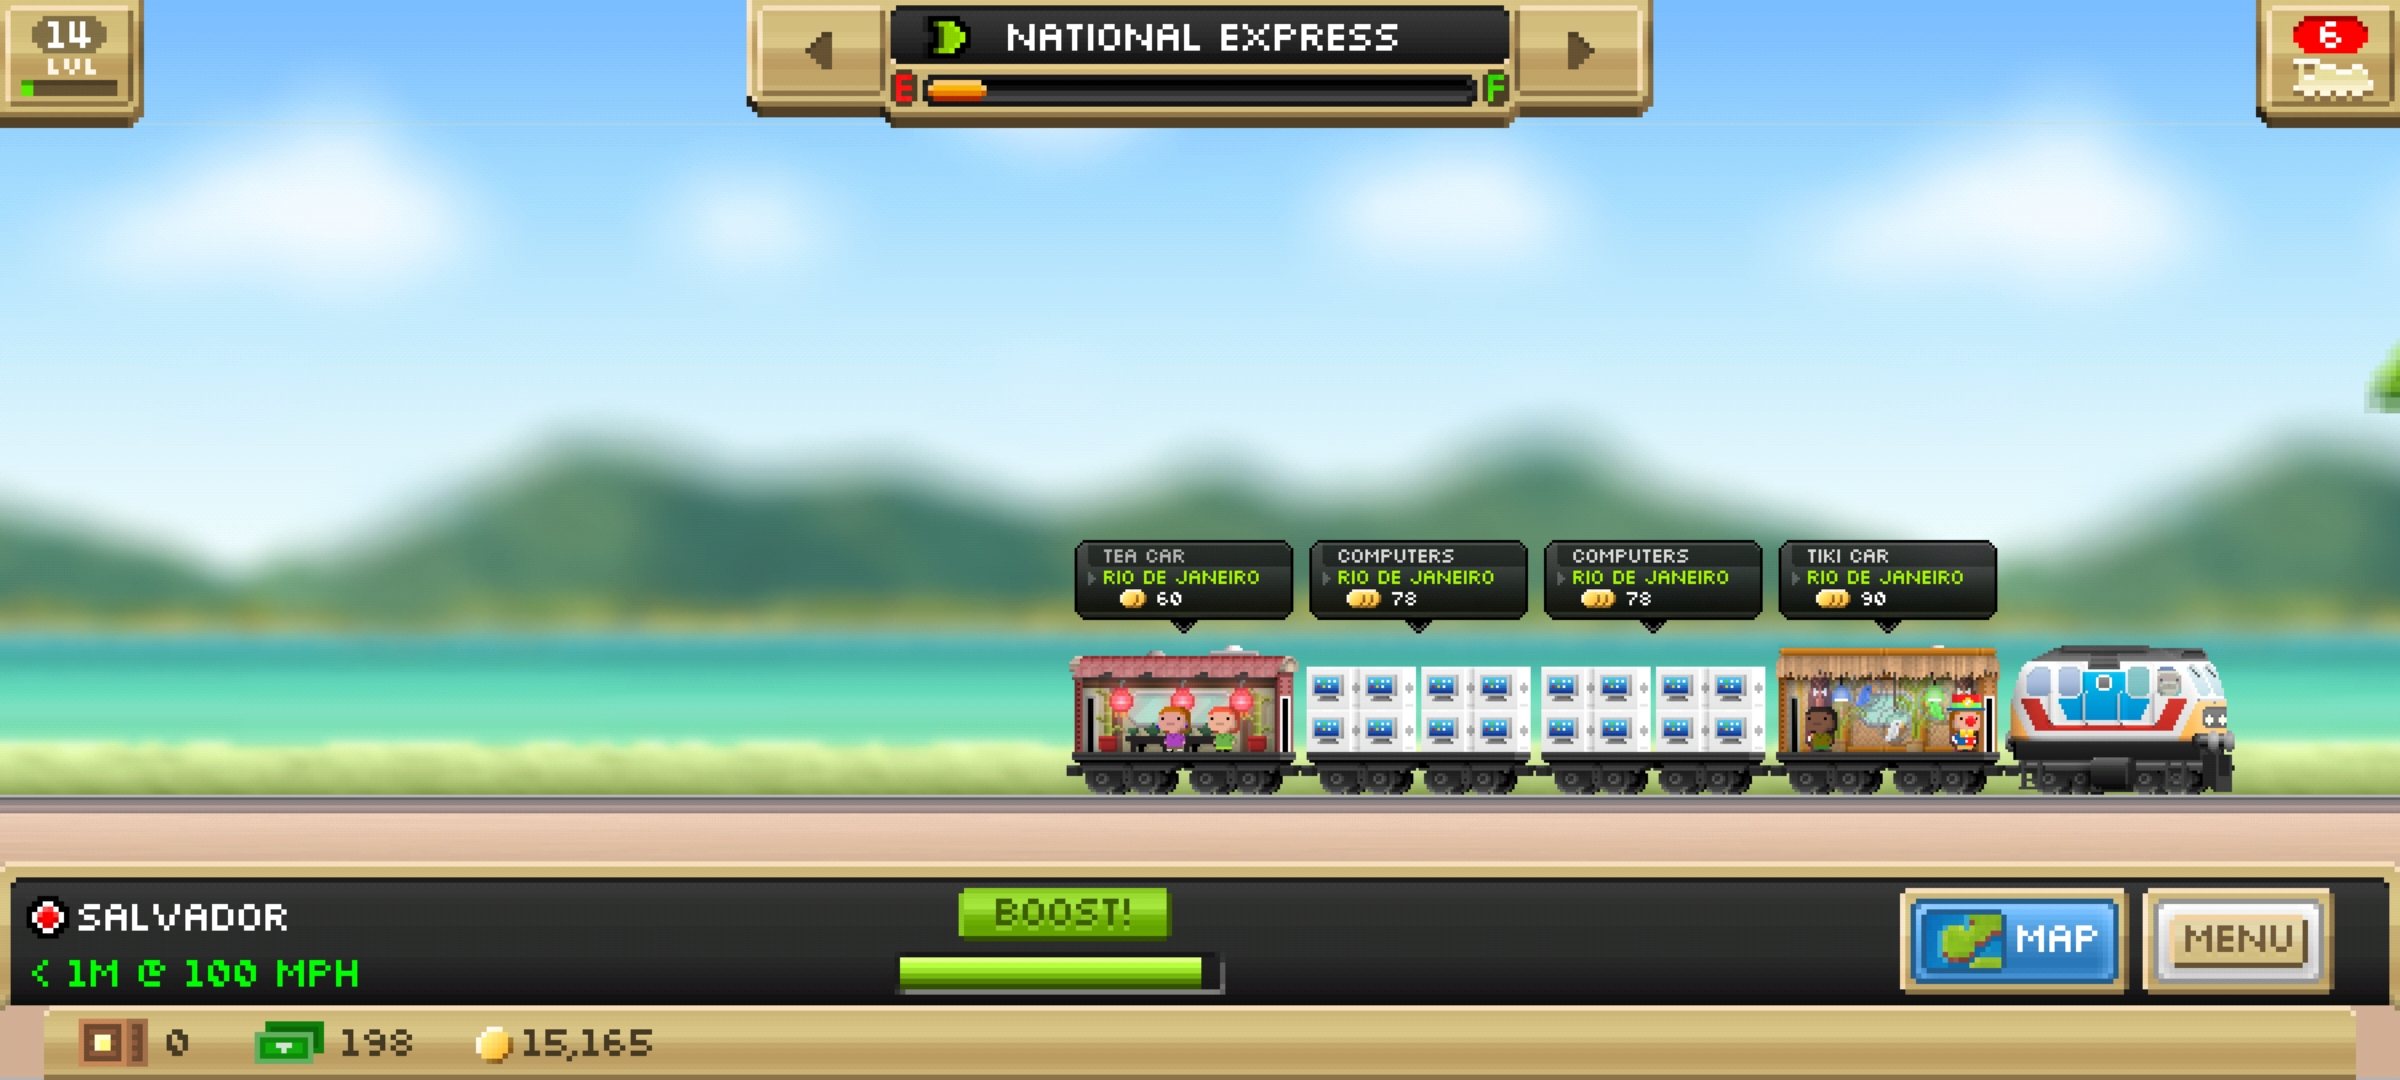 14
LVL
NATIONAL EXPRESS
E F
6
TEA CAR
RIO DE JANEIRO
60
COMPUTERS
RIO DE JANEIRO
78
COMPUTERS
RIO DE JANEIRO
78
TIKI CAR
RIO DE JANEIRO
90
SALVADOR
< 1M @ 100 MPH
BOOST!
MAP
MENU
0
198
15,165